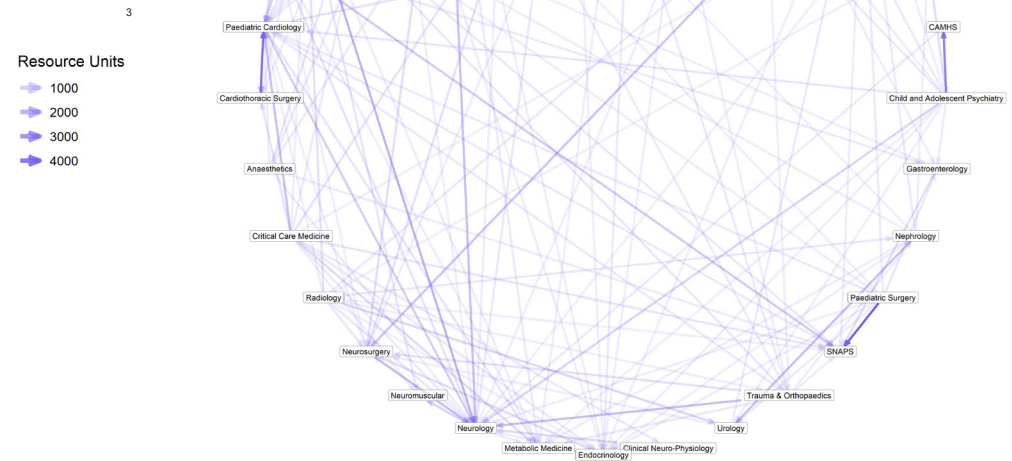 3
Paediatric Cardiology
CAMHS
Resource Units
1000
2000
3000
4000
Cardiothoracic Surgery
Child and Adolescent Psychiatry
Anaesthetics
Gastroenterology
Critical Care Medicine
Nephrology
Radiology
Paediatric Surgery
Neurosurgery
SNAPS
Neuromuscular
Trauma & Orthopaedics
Neurology
Urology
Metabolic Medicine
Clinical Neuro-Physiology
Endocrinology